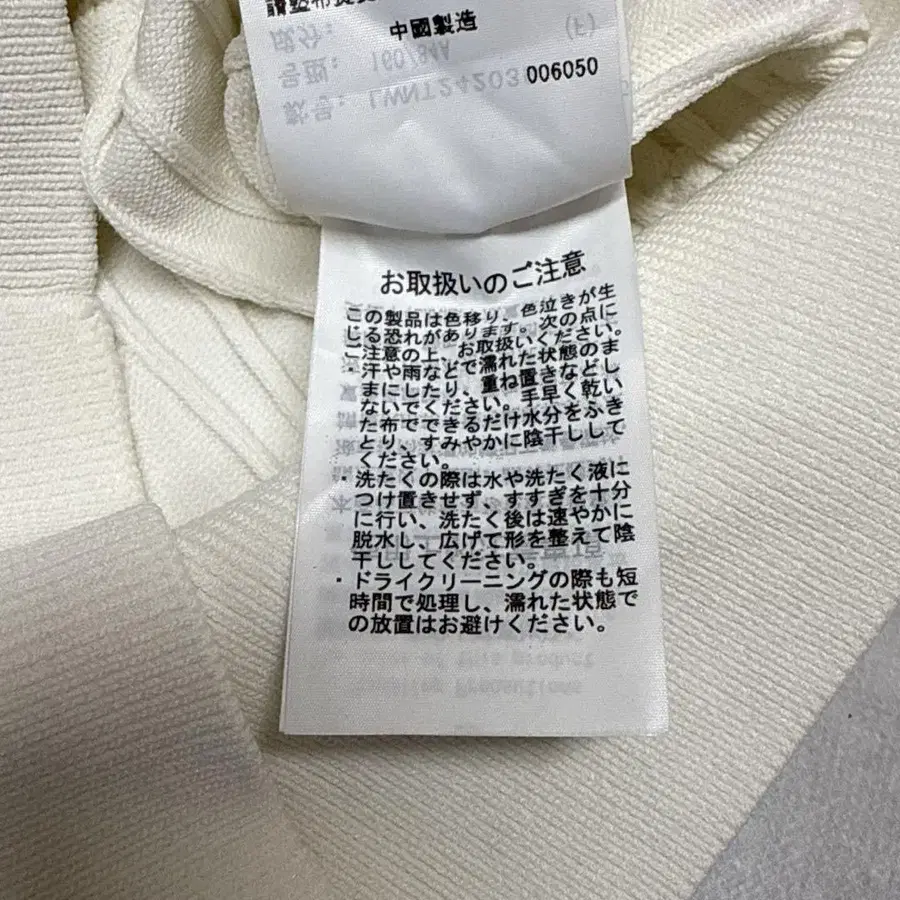 中國製造
006050
お取扱いのご注意
この製品は色移り、色泣きが生
じる恐れがあります。次の点に
ご注意の上、お取扱いください。
・汗や雨などで濡れた状態のま
まにしたり、重ね置きなどし
ないでください。手早く乾い
た布でできるだけ水分をふき
とり、すみやかに陰干しして
ください。
・洗たくの際は水や洗たく液に
つけ置きせず、すすぎを十分
に行い、洗たく後は速やかに
脱水し、広げて形を整えて陰
干ししてください。
・ドライクリーニングの際も短
時間で処理し、濡れた状態で
の放置はお避けください。